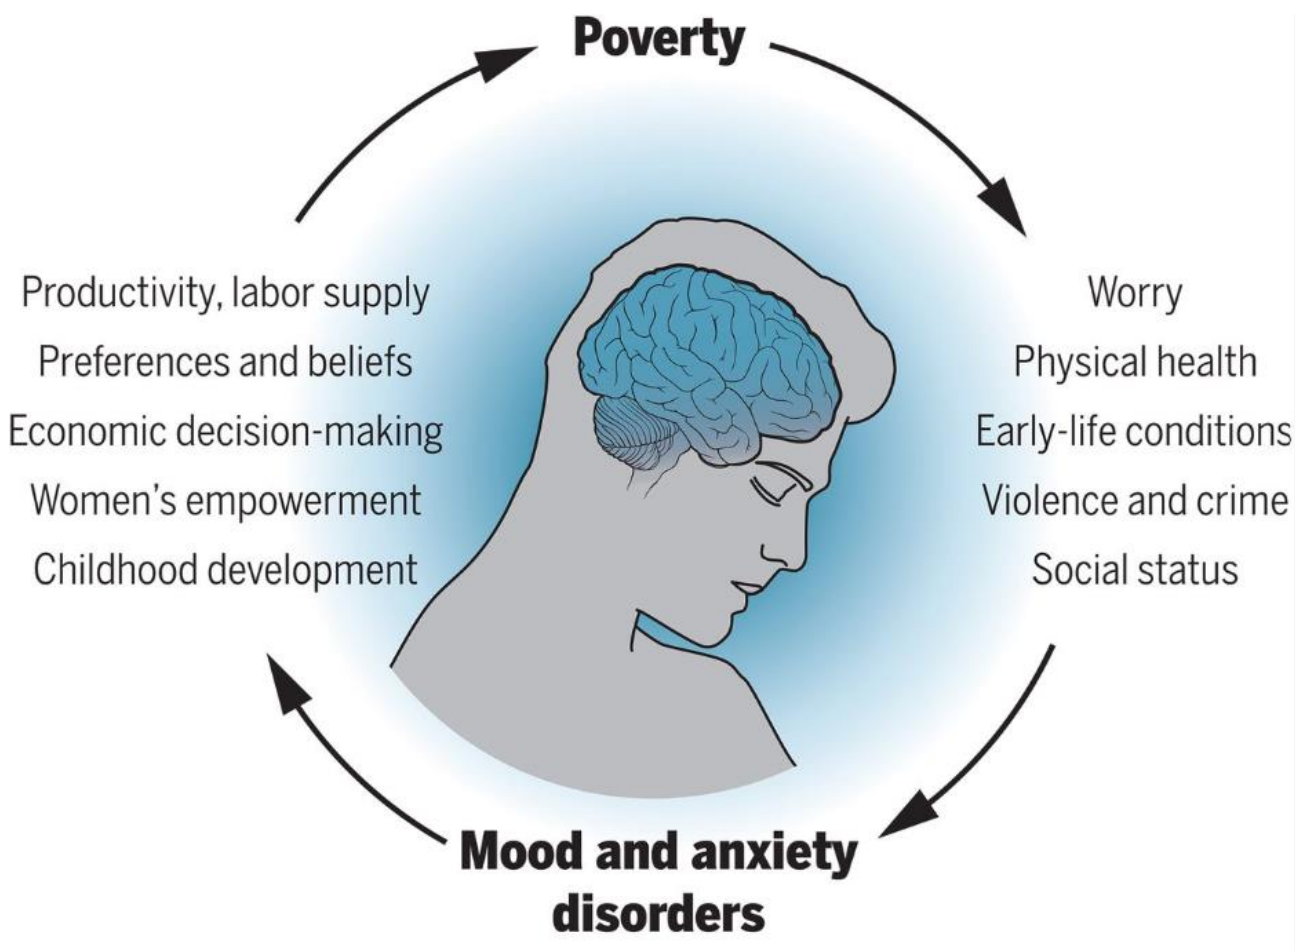 Poverty
Productivity, labor supply
Preferences and beliefs
Economic decision-making
Women’s empowerment
Childhood development
Worry
Physical health
Early-life conditions
Violence and crime
Social status
Mood and anxiety
disorders